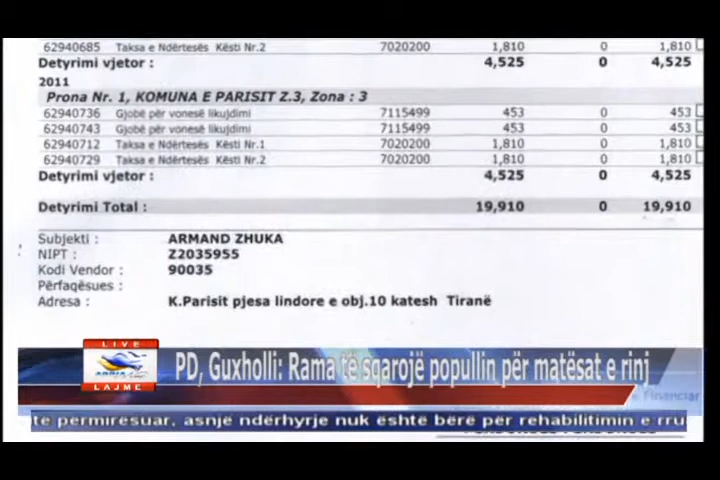 62940685 Taksa e Ndërtesës Kësti Nr.2 7020200 1,810 0 1,810
Detyrimi vjetor : 4,525 0 4,525
2011
Prona Nr. 1, KOMUNA E PARISIT Z.3, Zona : 3
62940736 Gjobë për vonesë likujdimi 7115499 453 0 453
62940743 Gjobë për vonesë likujdimi 7115499 453 0 453
62940712 Taksa e Ndërtesës Kësti Nr.1 7020200 1,810 0 1,810
62940729 Taksa e Ndërtesës Kësti Nr.2 7020200 1,810 0 1,810
Detyrimi vjetor : 4,525 0 4,525
Detyrimi Total : 19,910 0 19,910
Subjekti : ARMAND ZHUKA
NIPT : Z2035955
Kodi Vendor : 90035
Përfaqësues :
Adresa : K.Parisit pjesa lindore e obj.10 katesh Tiranë
LIVE
LAJME
PD, Guxholli: Rama të sqarojë popullin për matësat e rinj
Financiar
të përmirësuar, asnjë ndërhyrje nuk është bërë për rehabilitimin e rru